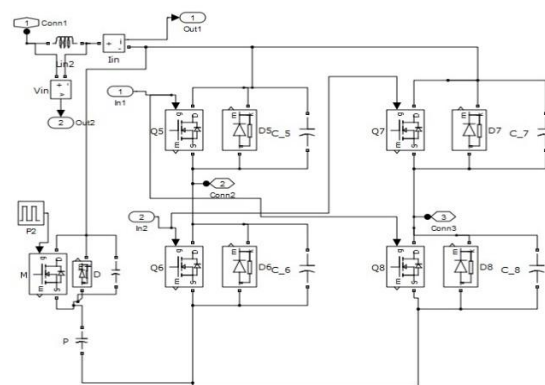 1
Conn1
1
Out1
Lin2
Iin
Vin
2
Out2
1
In1
Q5
D5
C_5
Q7
D7
C_7
2
Conn2
2
In2
3
Conn3
P2
M
D
Q6
D6
C_6
Q8
D8
C_8
P